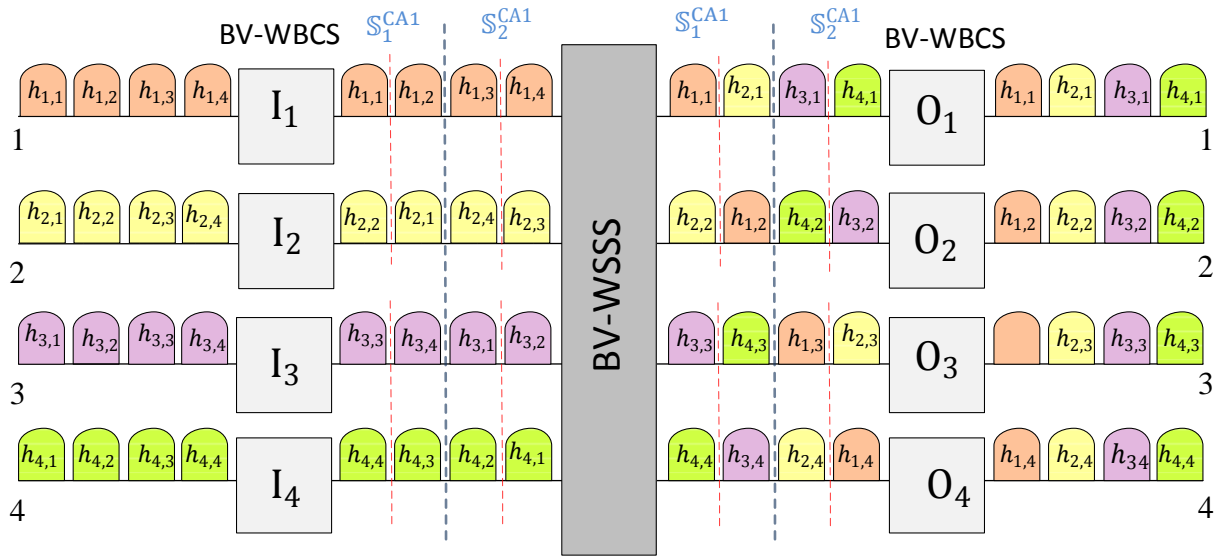 𝕊₁^CA1 𝕊₂^CA1 𝕊₁^CA1 𝕊₂^CA1
BV-WBCS BV-WBCS
h₁,₁ h₁,₂ h₁,₃ h₁,₄ I₁ h₁,₁ h₁,₂ h₁,₃ h₁,₄ h₁,₁ h₂,₁ h₃,₁ h₄,₁ O₁ h₁,₁ h₂,₁ h₃,₁ h₄,₁
1 1
h₂,₁ h₂,₂ h₂,₃ h₂,₄ I₂ h₂,₂ h₂,₁ h₂,₄ h₂,₃ h₂,₂ h₁,₂ h₄,₂ h₃,₂ O₂ h₁,₂ h₂,₂ h₃,₂ h₄,₂
2 2
BV-WSSS
h₃,₁ h₃,₂ h₃,₃ h₃,₄ I₃ h₃,₃ h₃,₄ h₃,₁ h₃,₂ h₃,₃ h₄,₃ h₁,₃ h₂,₃ O₃ h₂,₃ h₃,₃ h₄,₃
3 3
h₄,₁ h₄,₂ h₄,₃ h₄,₄ I₄ h₄,₄ h₄,₃ h₄,₂ h₄,₁ h₄,₄ h₃,₄ h₂,₄ h₁,₄ O₄ h₁,₄ h₂,₄ h₃₄ h₄,₄
4 4